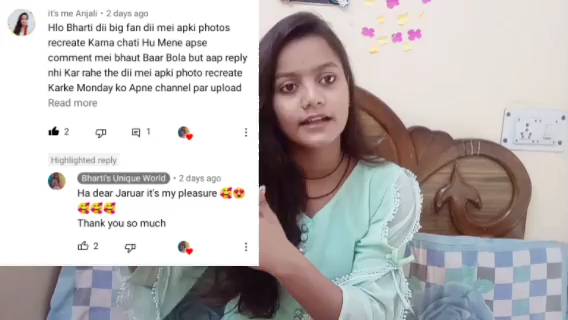 it's me Anjali • 2 days ago
Hlo Bharti dii big fan dii mei apki photos
recreate Karna chati Hu Mene apse
comment mei bhaut Baar Bola but aap reply
nhi Kar rahe the dii mei apki photo recreate
Karke Monday ko Apne channel par upload
Read more
2 1
Highlighted reply
Bharti's Unique World • 2 days ago
Ha dear Jaruar it's my pleasure 🥰😍
🥰🥰🥰
Thank you so much
2